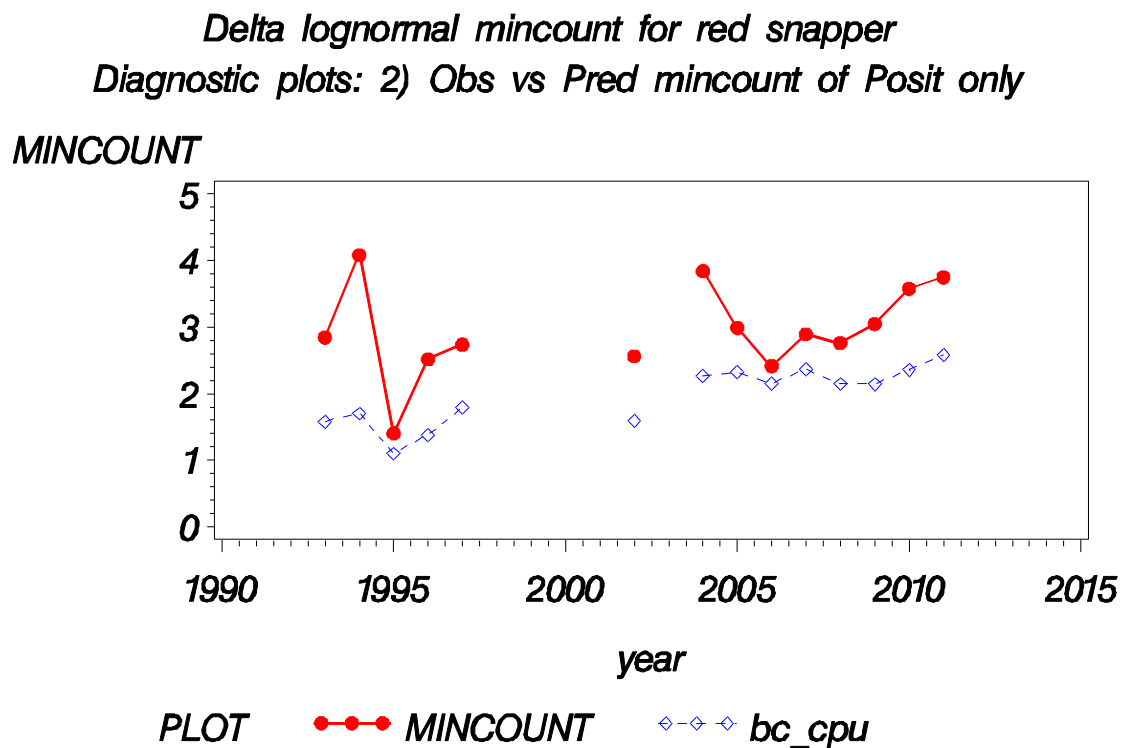 Delta lognormal mincount for red snapper
Diagnostic plots: 2) Obs vs Pred mincount of Posit only
MINCOUNT
5
4
3
2
1
0
1990 1995 2000 2005 2010 2015
year
PLOT MINCOUNT bc_cpu